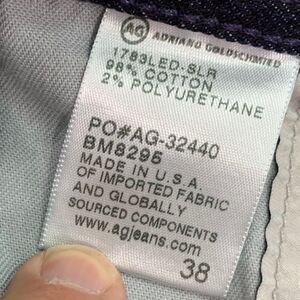 AG ADRIANO GOLDSCHMIED
1783LED-SLR
98% COTTON
2% POLYURETHANE
PO#AG-32440
BM8295
MADE IN U.S.A.
OF IMPORTED FABRIC
AND GLOBALLY
SOURCED COMPONENTS
www.agjeans.com
38